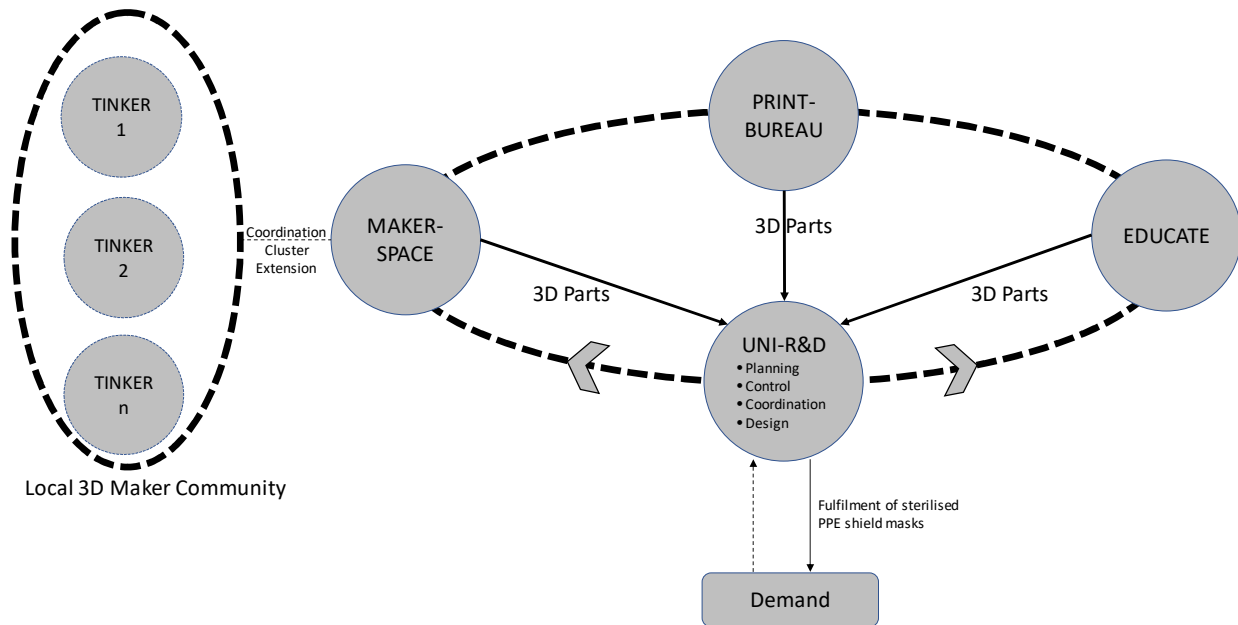 TINKER
1
TINKER
2
TINKER
n
Local 3D Maker Community
Coordination
Cluster
Extension
MAKER-
SPACE
PRINT-
BUREAU
EDUCATE
3D Parts
3D Parts
3D Parts
UNI-R&D
• Planning
• Control
• Coordination
• Design
Fulfilment of sterilised
PPE shield masks
Demand